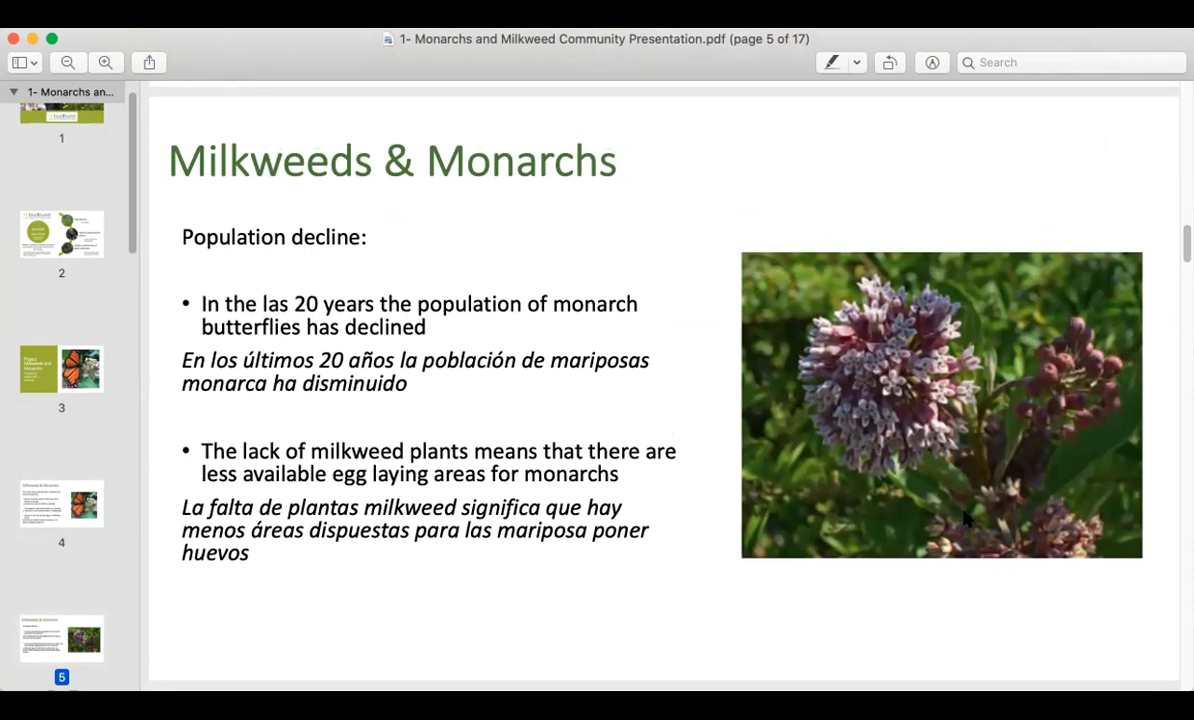 1- Monarchs and Milkweed Community Presentation.pdf (page 5 of 17)
Search
1- Monarchs an...
1
2
3
4
5
Milkweeds & Monarchs
Population decline:
• In the las 20 years the population of monarch
butterflies has declined
En los últimos 20 años la población de mariposas
monarca ha disminuido
• The lack of milkweed plants means that there are
less available egg laying areas for monarchs
La falta de plantas milkweed significa que hay
menos áreas dispuestas para las mariposa poner
huevos